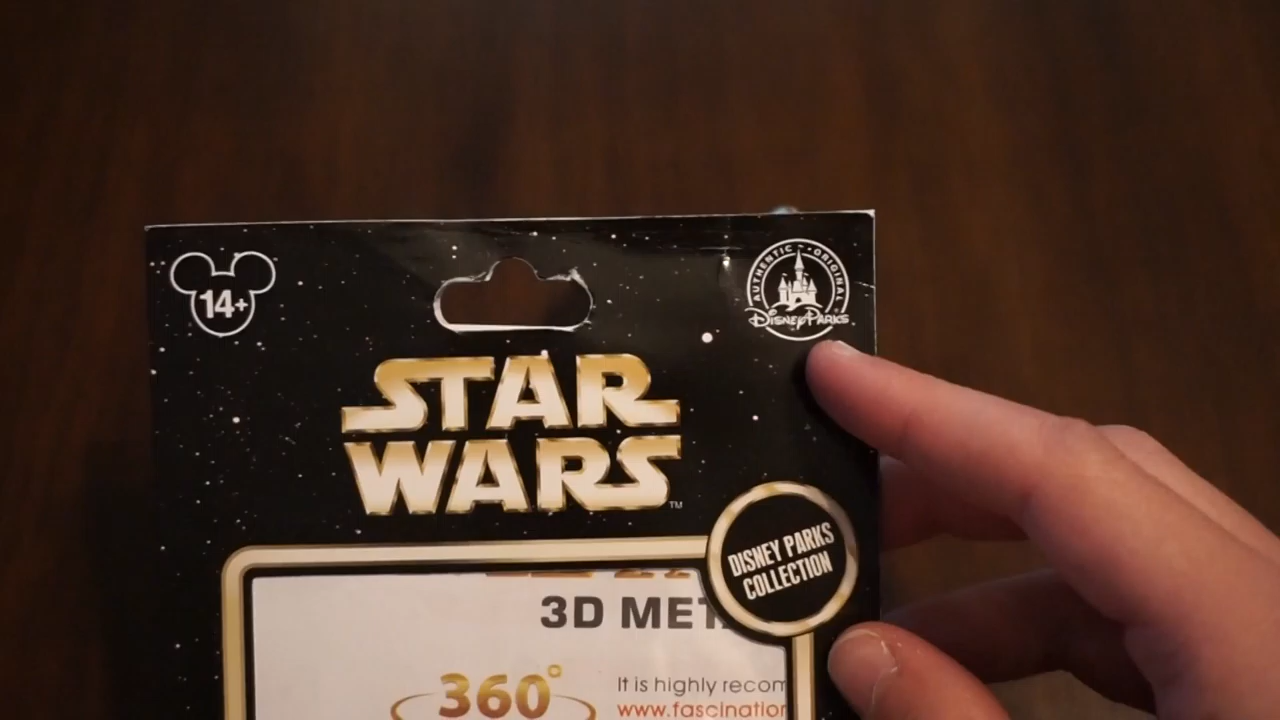 14+
AUTHENTIC ORIGINAL
Disney Parks
STAR
WARS
TM
DISNEY PARKS
COLLECTION
3D MET
360°
It is highly recom
www.fascination